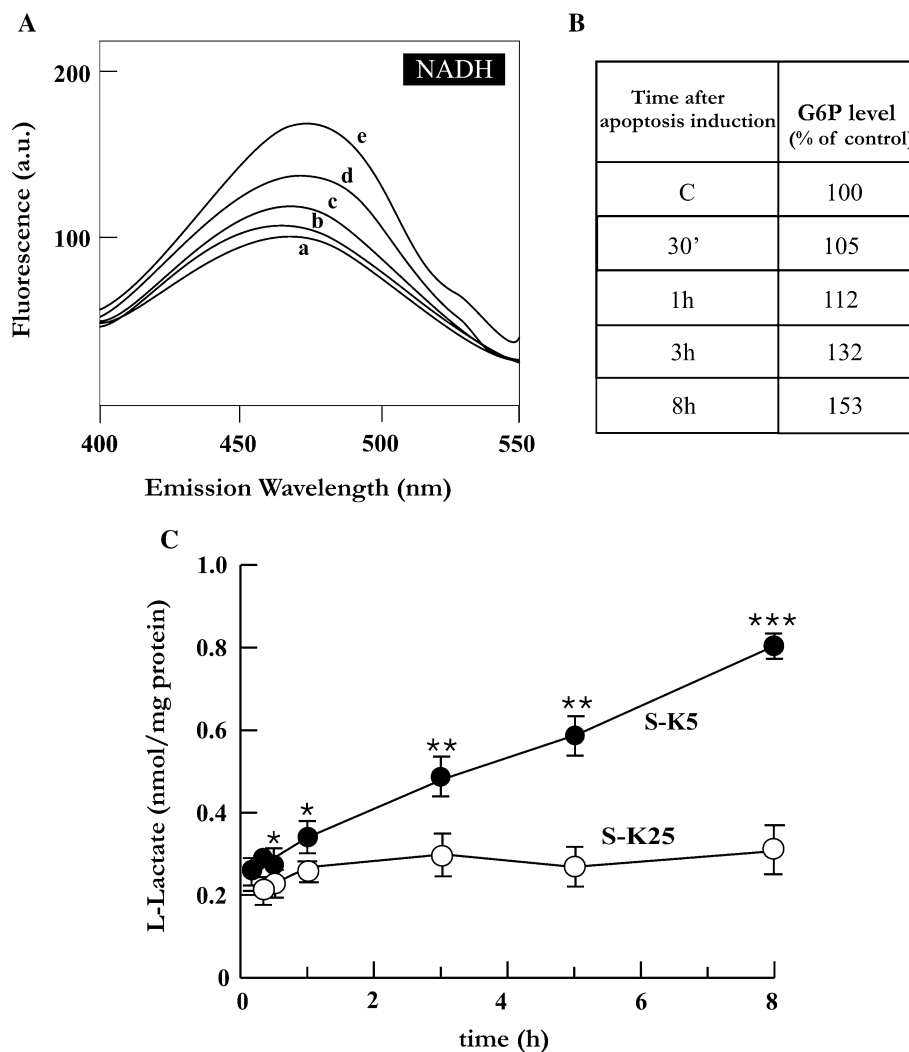 A
200
NADH
100
e
d
c
b
a
Fluorescence (a.u.)
400
450
500
550
Emission Wavelength (nm)
B
Time after
apoptosis induction
G6P level
(% of control)
C
100
30’
105
1h
112
3h
132
8h
153
C
1.0
0.8
0.6
0.4
0.2
0
L-Lactate (nmol/mg protein)
*
*
**
**
***
S-K5
S-K25
0
2
4
6
8
time (h)